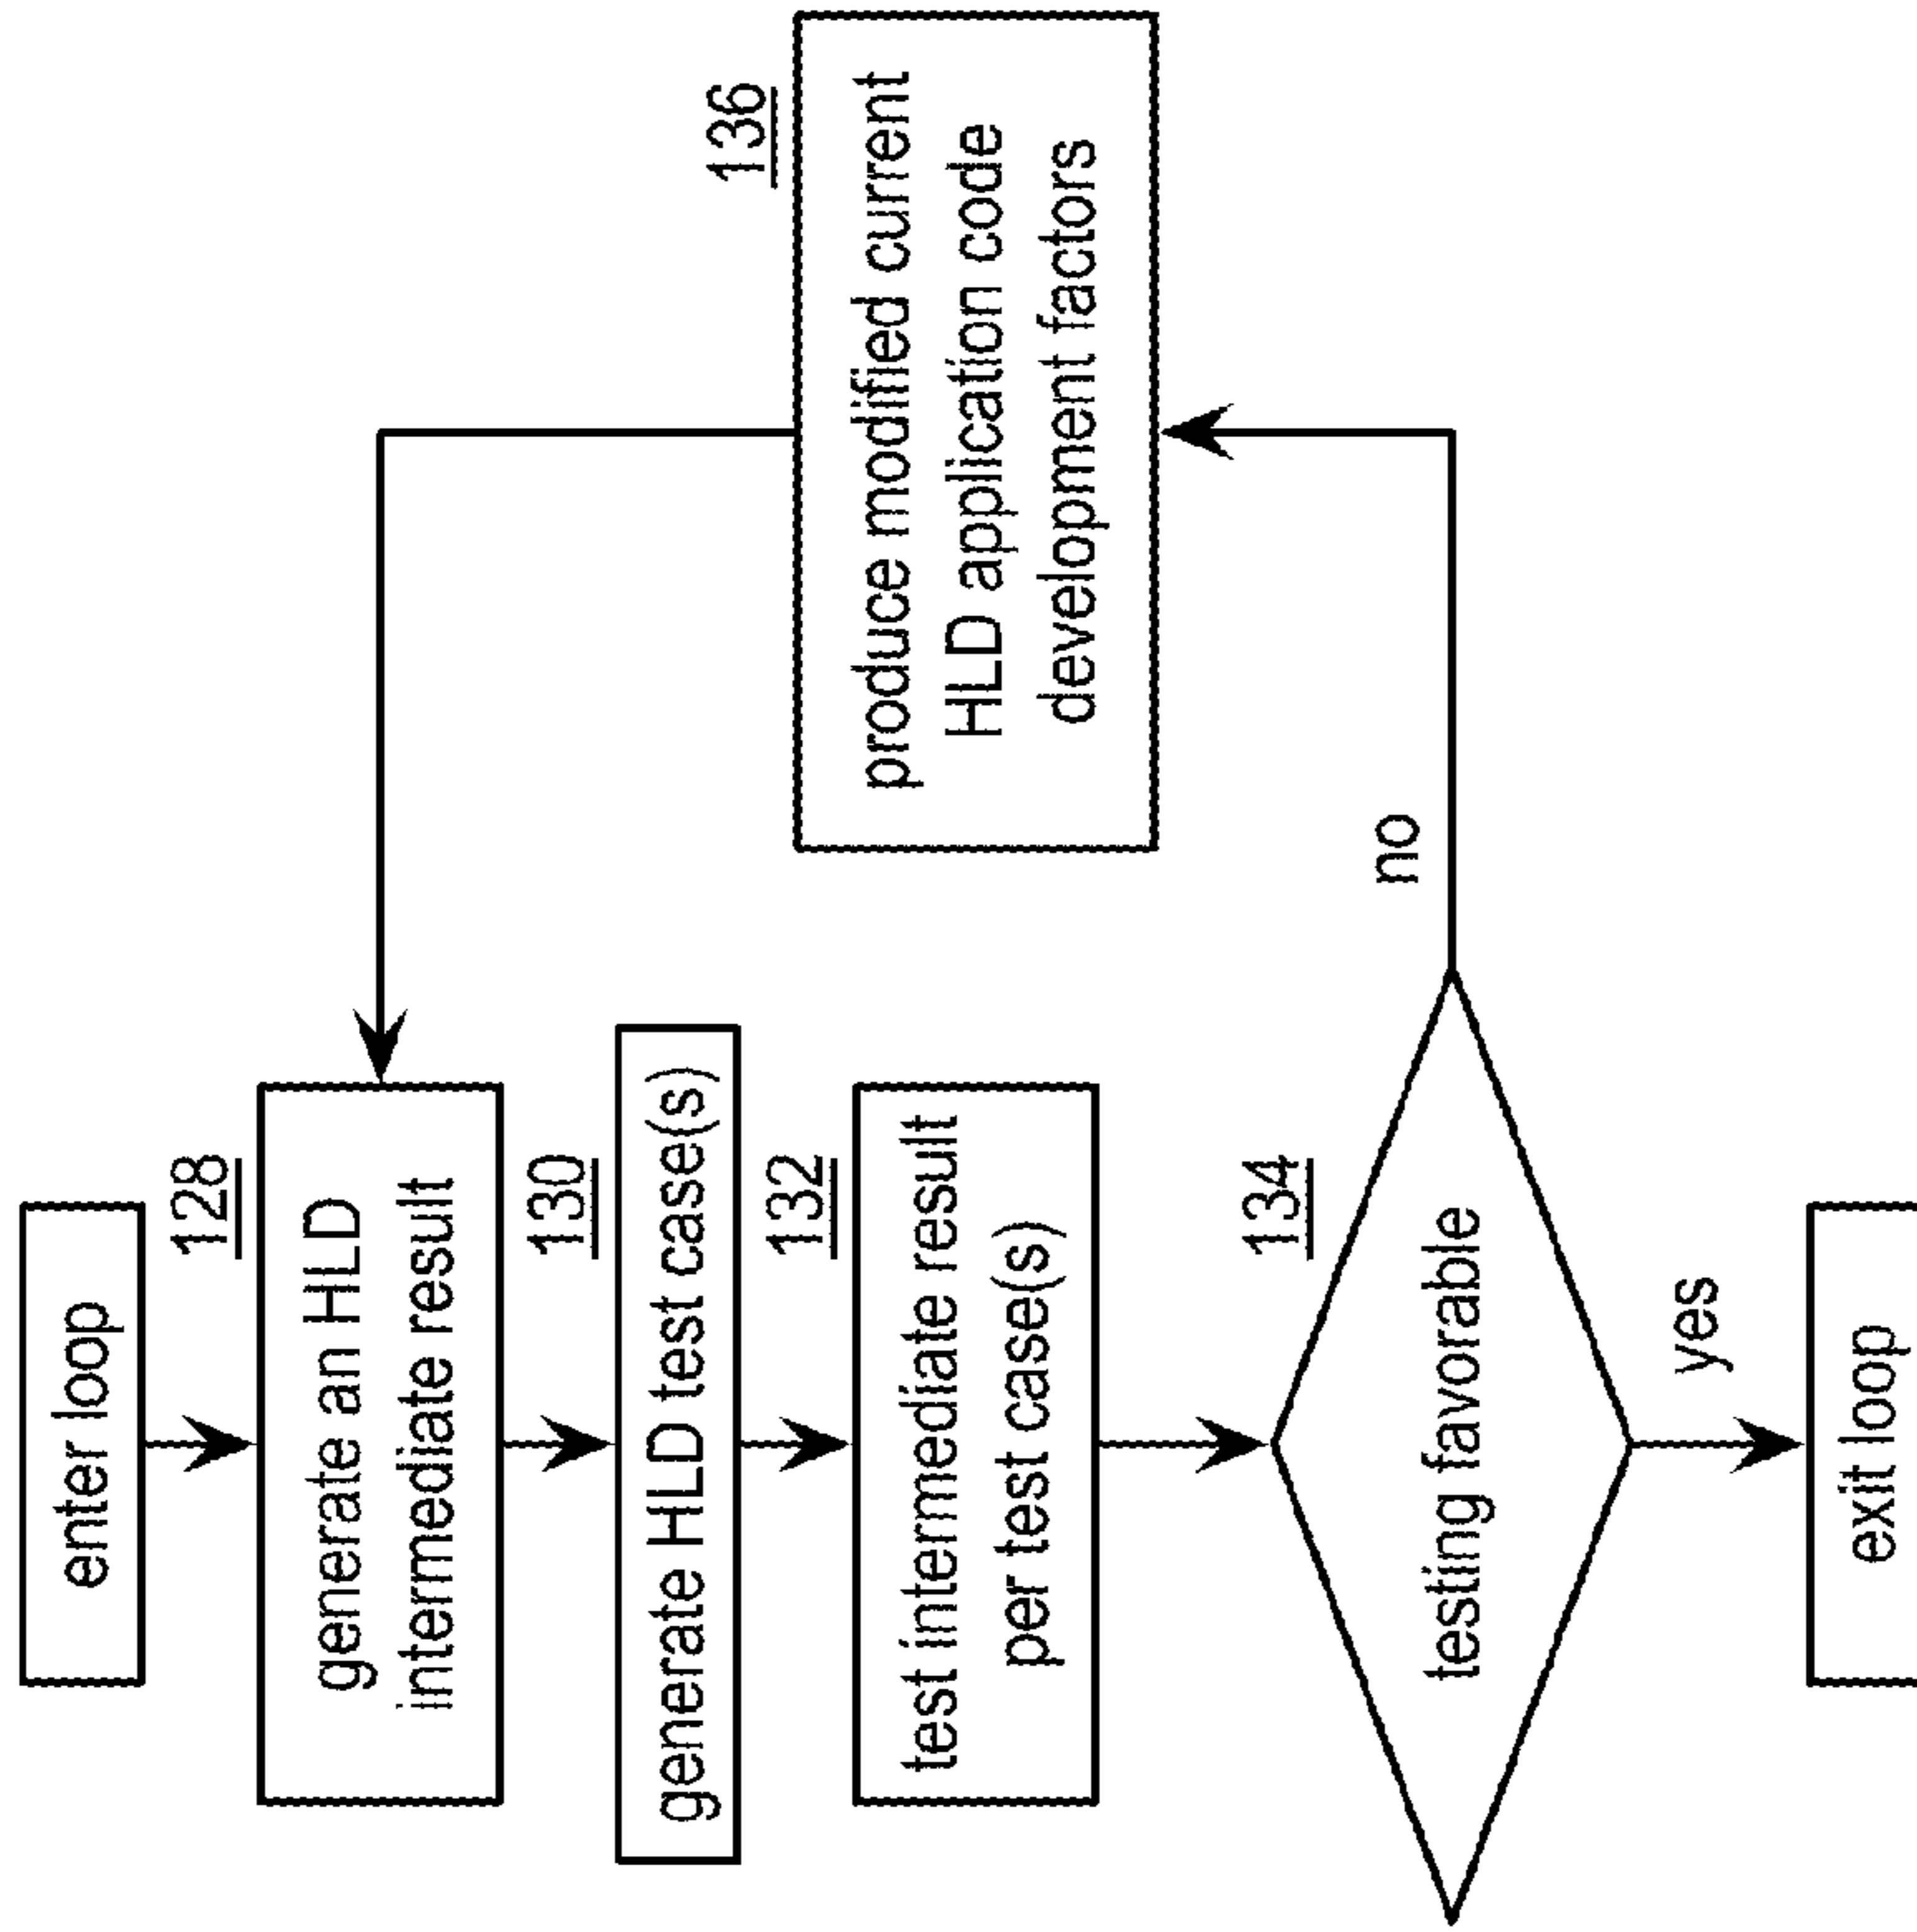 enter loop
128
generate an HLD
intermediate result
130
generate HLD test case(s)
132
test intermediate result
per test case(s)
134
testing favorable
no
yes
136
produce modified current
HLD application code
development factors
exit loop